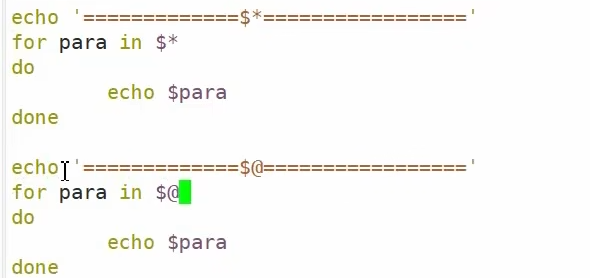 echo '=============$*================='
for para in $*
do
        echo $para
done

echo '=============$@================='
for para in $@
do
        echo $para
done